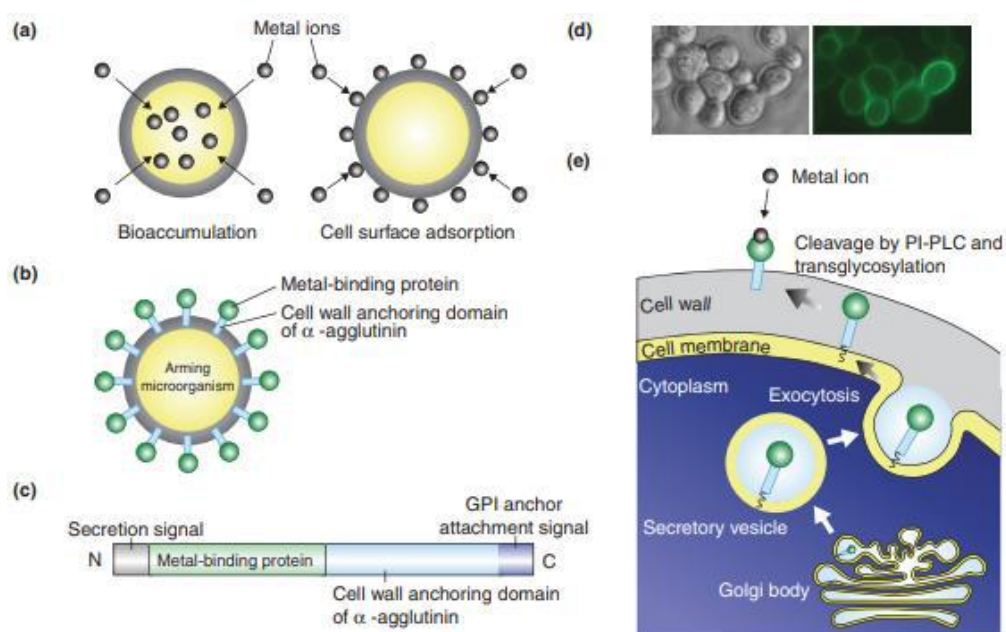 (a)
Metal ions
Bioaccumulation
Cell surface adsorption
(b)
Metal-binding protein
Cell wall anchoring domain
of α -agglutinin
Arming
microorganism
(c)
GPI anchor
attachment signal
Secretion signal
N
Metal-binding protein
C
Cell wall anchoring domain
of α -agglutinin
(d)
(e)
Metal ion
Cleavage by PI-PLC and
transglycosylation
Cell wall
Cell membrane
Cytoplasm
Exocytosis
Secretory vesicle
Golgi body